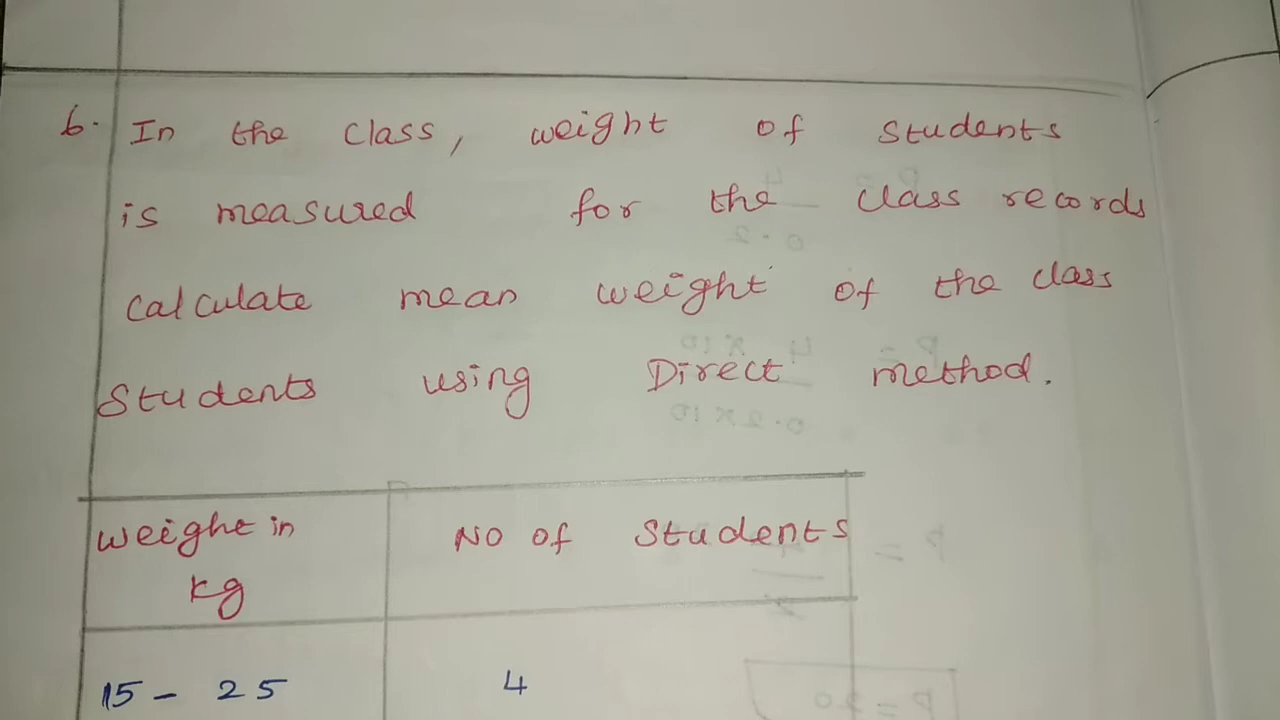 6. In the class, weight of students
is measured for the class records
calculate mean weight of the class
students using Direct method.
weight in kg | No of students
15 - 25 | 4